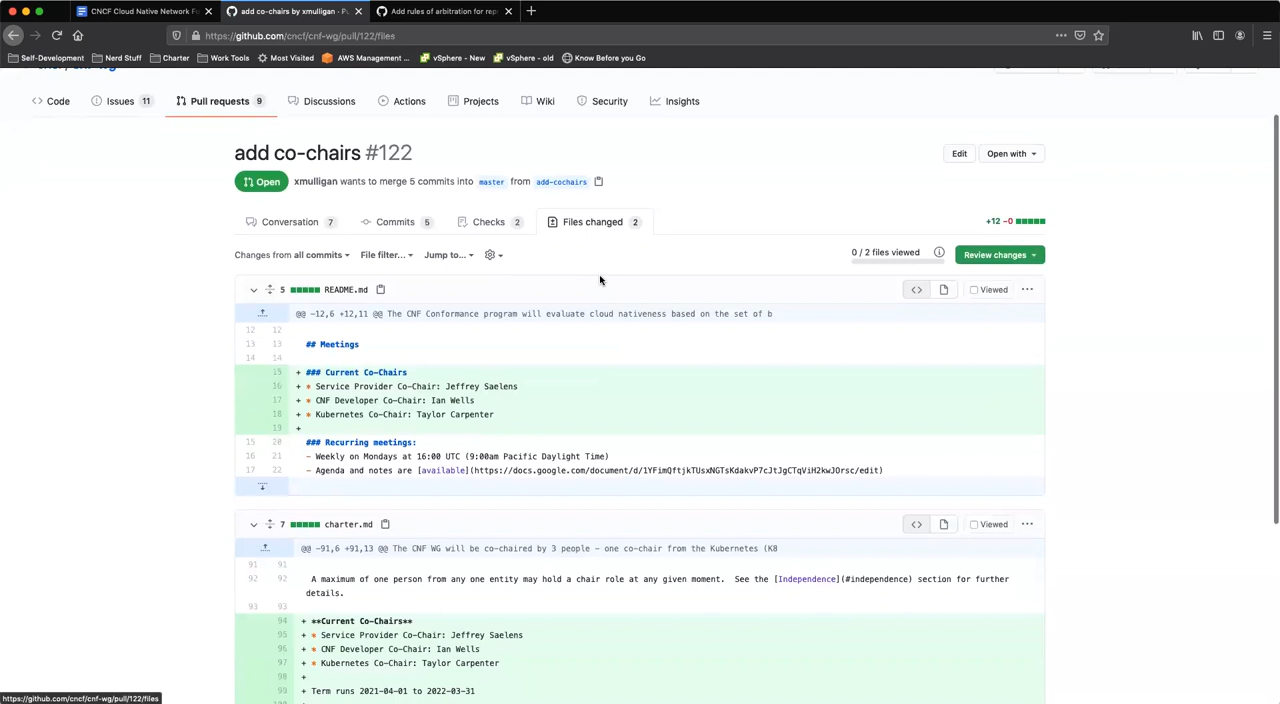 CNCF Cloud Native Network Fu
add co-chairs by xmulligan · Pu
Add rules of arbitration for rep
https://github.com/cncf/cnf-wg/pull/122/files
Self-Development
Nerd Stuff
Charter
Work Tools
Most Visited
AWS Management ...
vSphere - New
vSphere - old
Know Before you Go
Code
Issues 11
Pull requests 9
Discussions
Actions
Projects
Wiki
Security
Insights
add co-chairs #122
Edit
Open with
Open
xmulligan wants to merge 5 commits into master from add-cochairs
Conversation 7
Commits 5
Checks 2
Files changed 2
+12 −0
Changes from all commits
File filter...
Jump to...
0 / 2 files viewed
Review changes
5 README.md
Viewed
@@ -12,6 +12,11 @@ The CNF Conformance program will evaluate cloud nativeness based on the set of b
12 12
13 13 ## Meetings
14 14
15 + ### Current Co-Chairs
16 + * Service Provider Co-Chair: Jeffrey Saelens
17 + * CNF Developer Co-Chair: Ian Wells
18 + * Kubernetes Co-Chair: Taylor Carpenter
19 +
15 20 ### Recurring meetings:
16 21 - Weekly on Mondays at 16:00 UTC (9:00am Pacific Daylight Time)
17 22 - Agenda and notes are [available](https://docs.google.com/document/d/1YFimQftjkTUsxNGTsKdakvP7cJtJgCTqViH2kwJOrsc/edit)
7 charter.md
Viewed
@@ -91,6 +91,13 @@ The CNF WG will be co-chaired by 3 people - one co-chair from the Kubernetes (K8
91 91
92 92 A maximum of one person from any one entity may hold a chair role at any given moment. See the [Independence](#independence) section for further
details.
93 93
94 + **Current Co-Chairs**
95 + * Service Provider Co-Chair: Jeffrey Saelens
96 + * CNF Developer Co-Chair: Ian Wells
97 + * Kubernetes Co-Chair: Taylor Carpenter
98 +
99 + Term runs 2021-04-01 to 2022-03-31
https://github.com/cncf/cnf-wg/pull/122/files